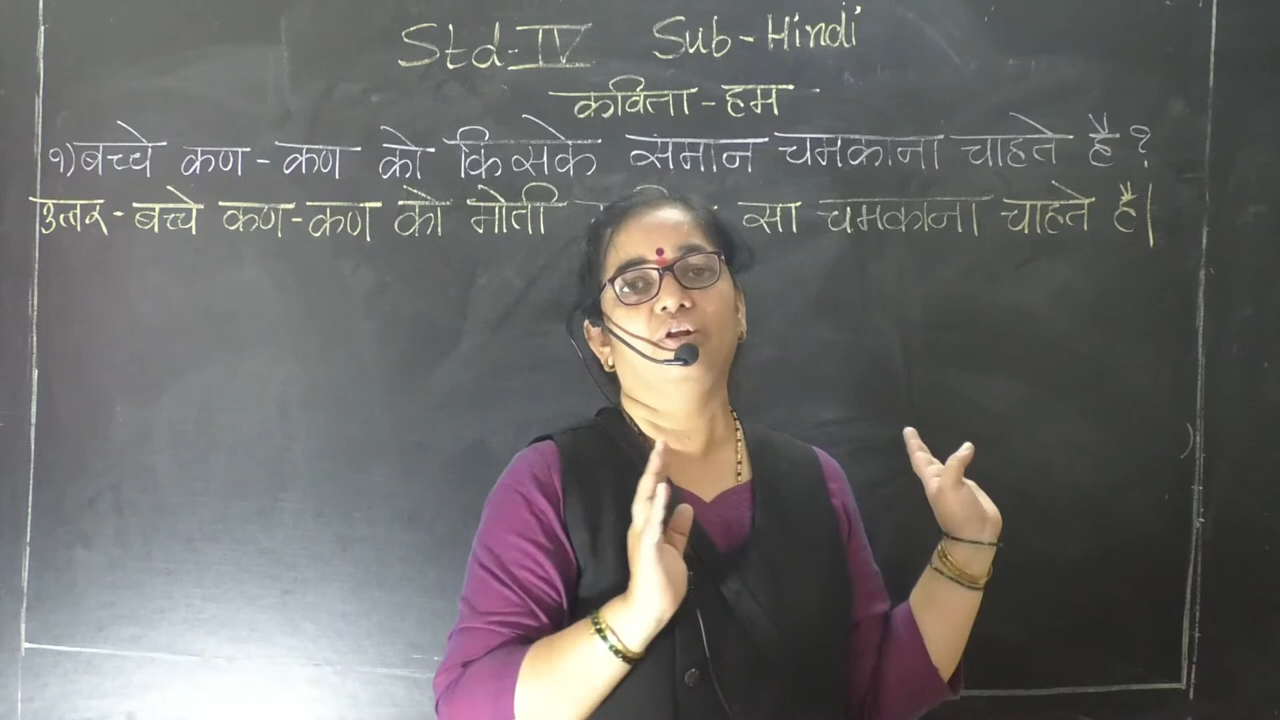 Std-IV Sub-Hindi
कविता-हम
१) बच्चे कण-कण को किसके समान चमकाना चाहते है?
उत्तर- बच्चे कण-कण को मोती सा चमकाना चाहते है|